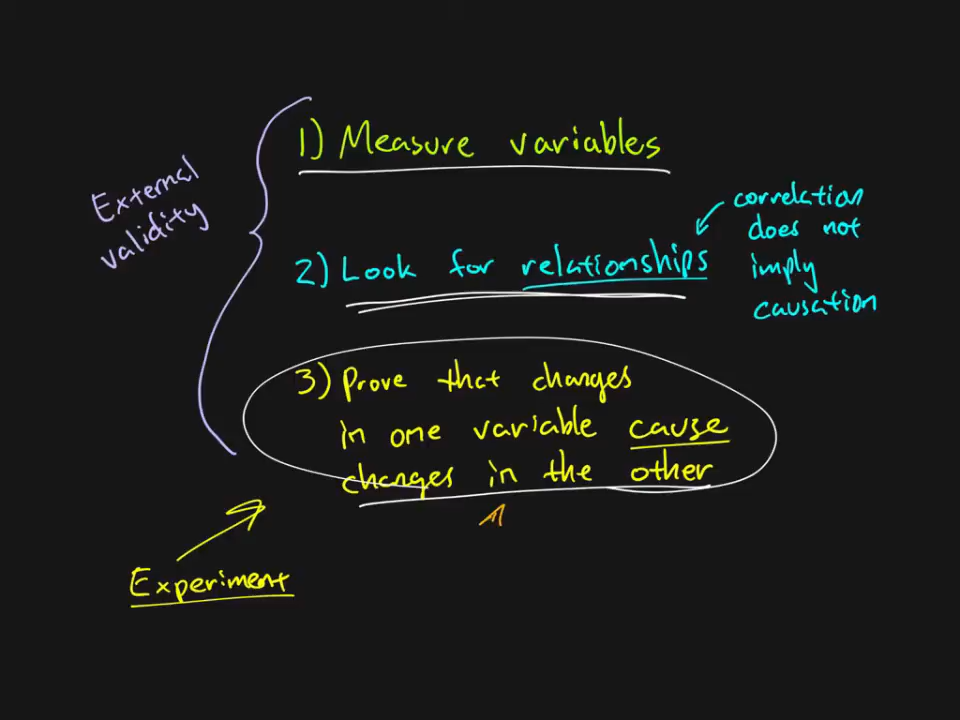 External
validity
1) Measure variables
2) Look for relationships
correlation
does not
imply
causation
3) Prove that changes
in one variable cause
changes in the other
Experiment